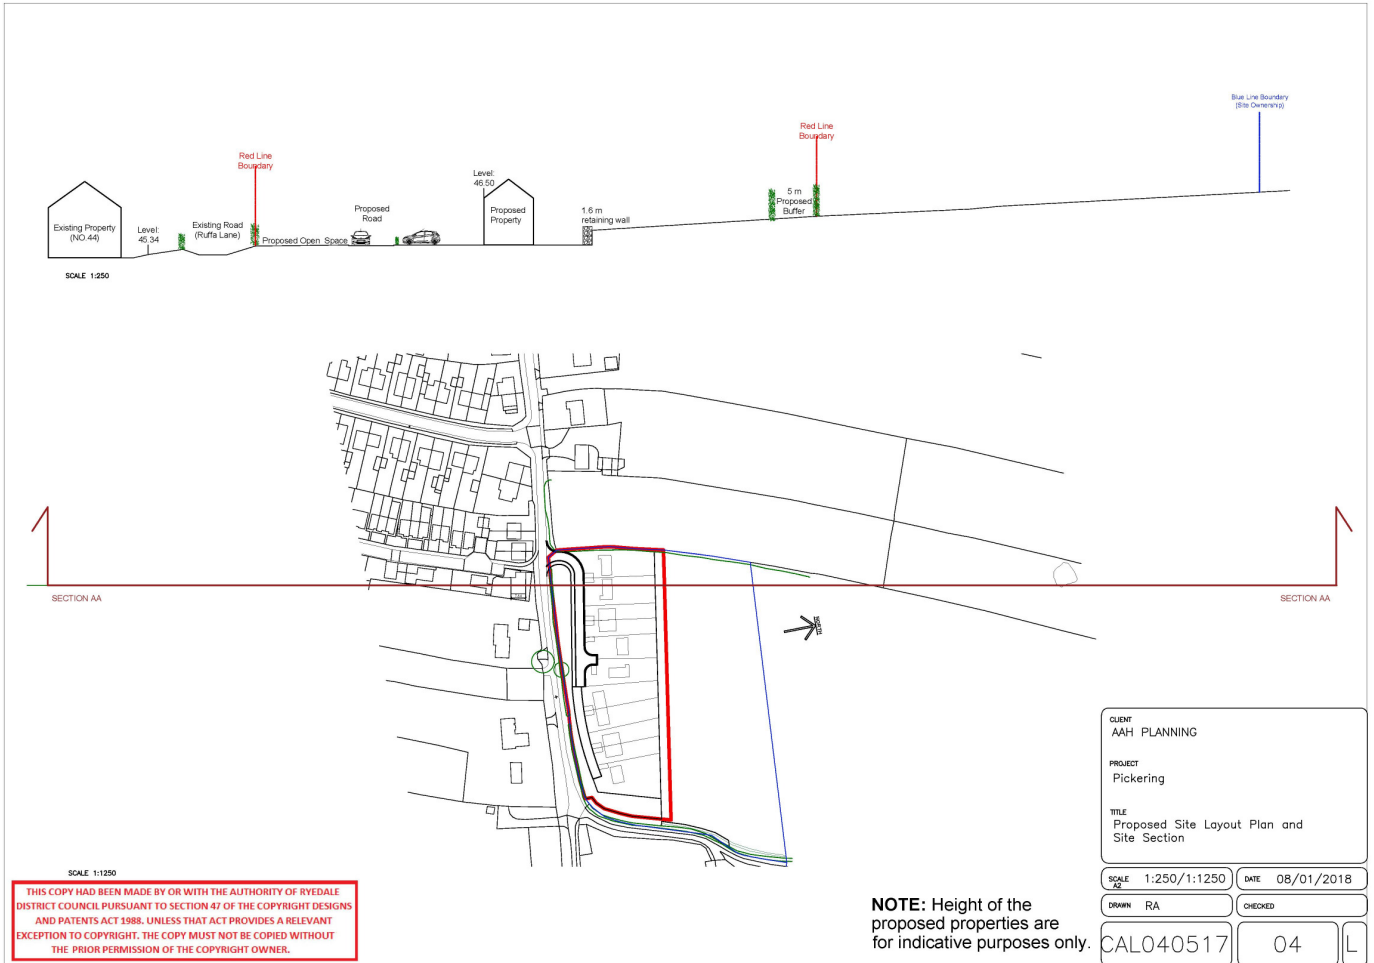 Blue Line Boundary
(Site Ownership)
Red Line
Boundary
Red Line
Boundary
Level:
46.50
5 m
Proposed
Buffer
Proposed
Road
Proposed
Property
1.6 m
retaining wall
Existing Property
(NO.44)
Level:
45.34
Existing Road
(Ruffa Lane)
Proposed Open Space
SCALE 1:250
SECTION AA
SECTION AA
NORTH
CLIENT
AAH PLANNING
PROJECT
Pickering
TITLE
Proposed Site Layout Plan and
Site Section
SCALE 1:250/1:1250
A2
DATE 08/01/2018
DRAWN RA
CHECKED
CAL040517
04
L
SCALE 1:1250
THIS COPY HAD BEEN MADE BY OR WITH THE AUTHORITY OF RYEDALE
DISTRICT COUNCIL PURSUANT TO SECTION 47 OF THE COPYRIGHT DESIGNS
AND PATENTS ACT 1988. UNLESS THAT ACT PROVIDES A RELEVANT
EXCEPTION TO COPYRIGHT. THE COPY MUST NOT BE COPIED WITHOUT
THE PRIOR PERMISSION OF THE COPYRIGHT OWNER.
NOTE: Height of the
proposed properties are
for indicative purposes only.